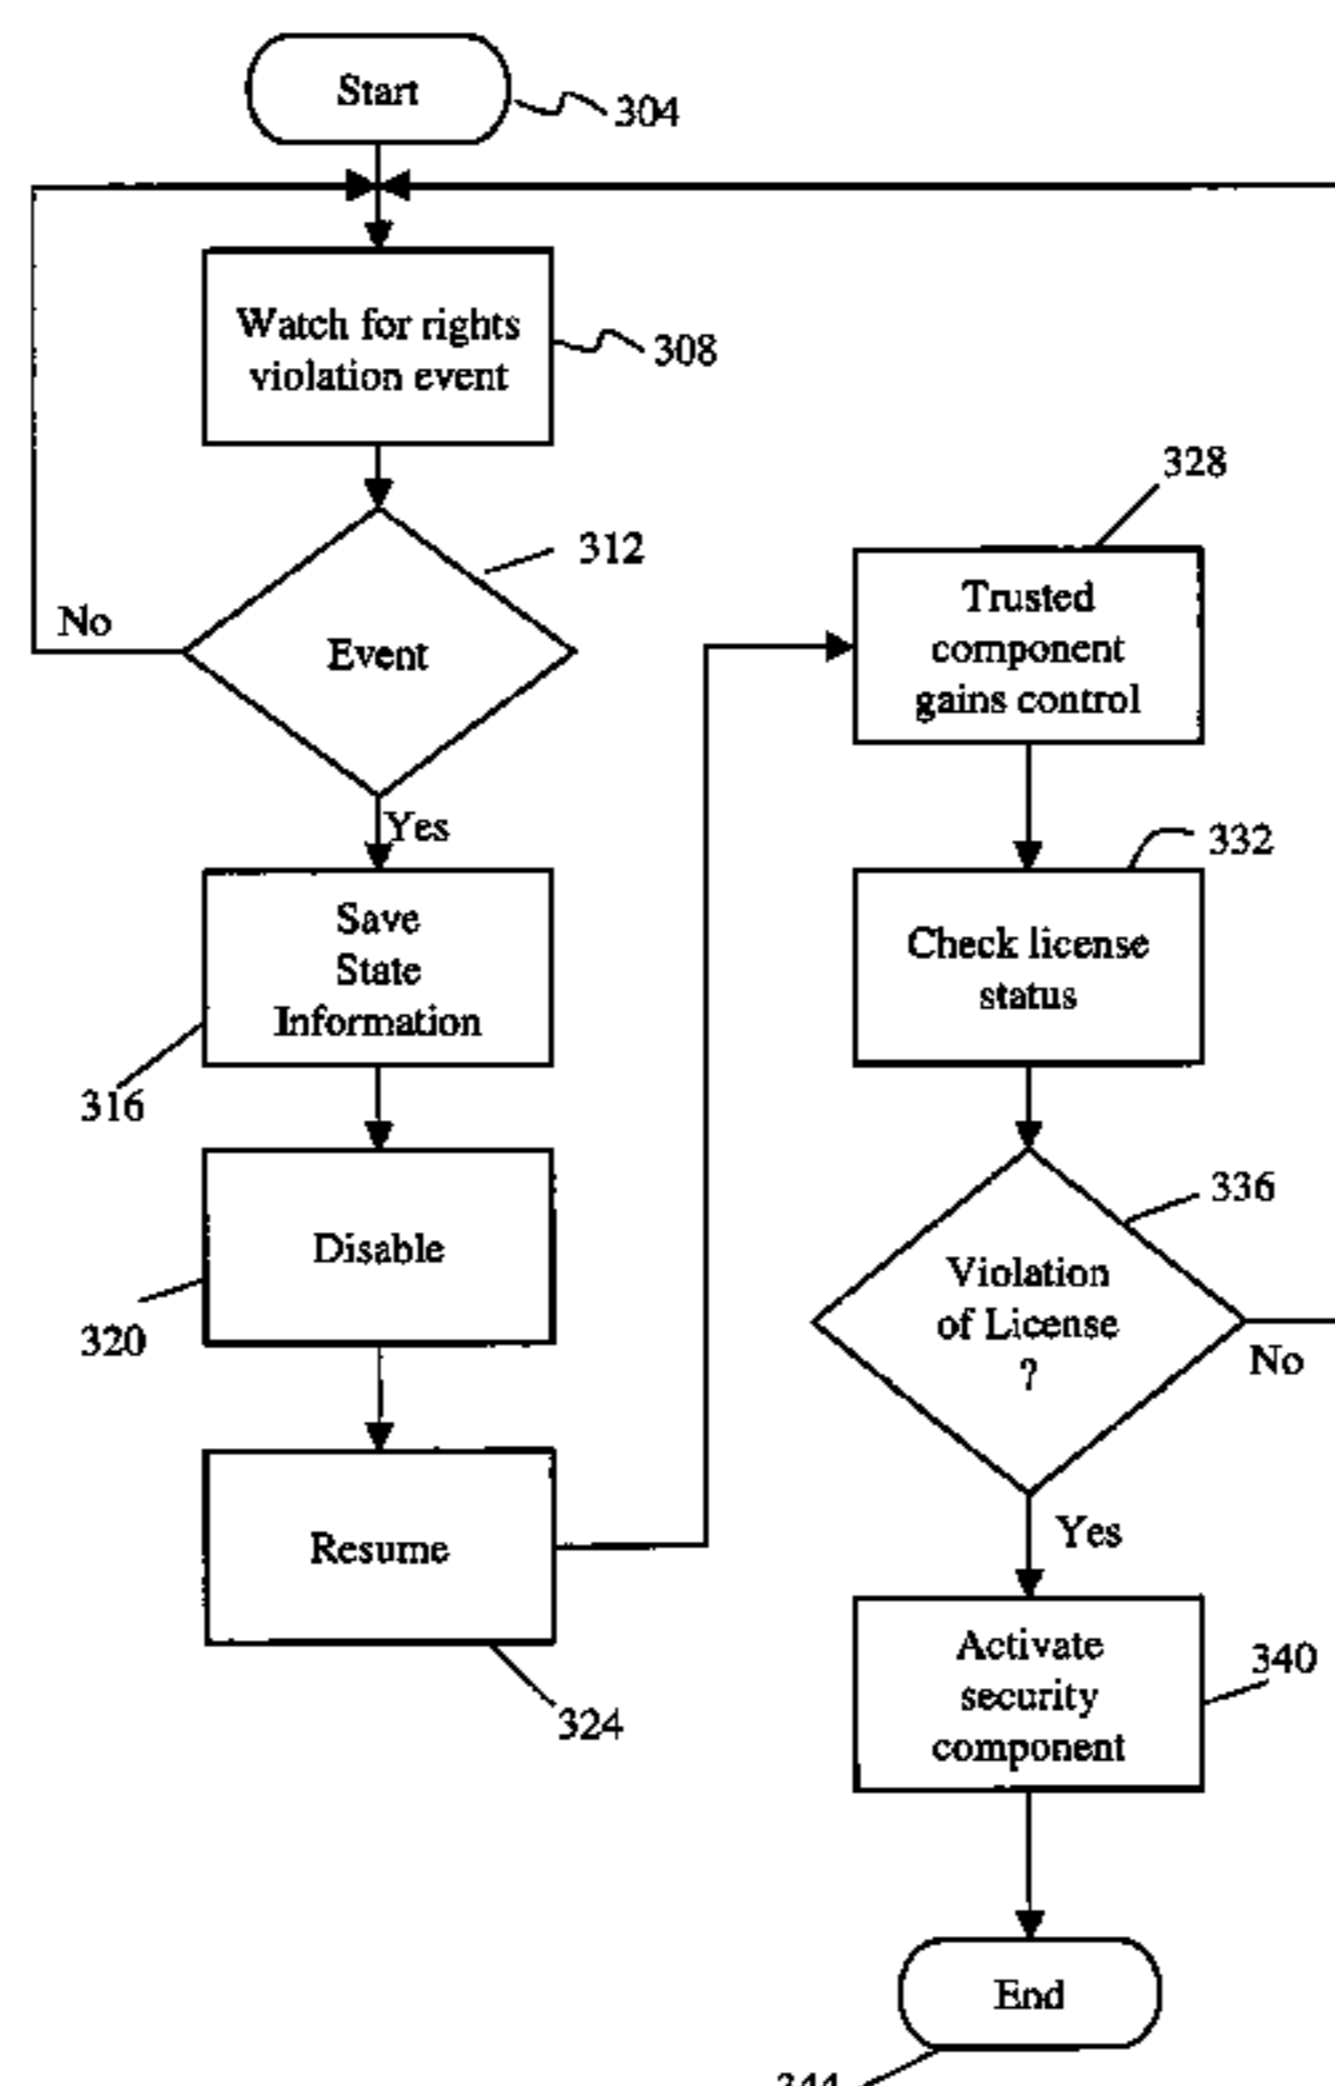 Start
304
Watch for rights
violation event
308
312
No
Event
Yes
Save
State
Information
316
Disable
320
Resume
324
328
Trusted
component
gains control
332
Check license
status
336
Violation
of License
?
No
Yes
Activate
security
component
340
End